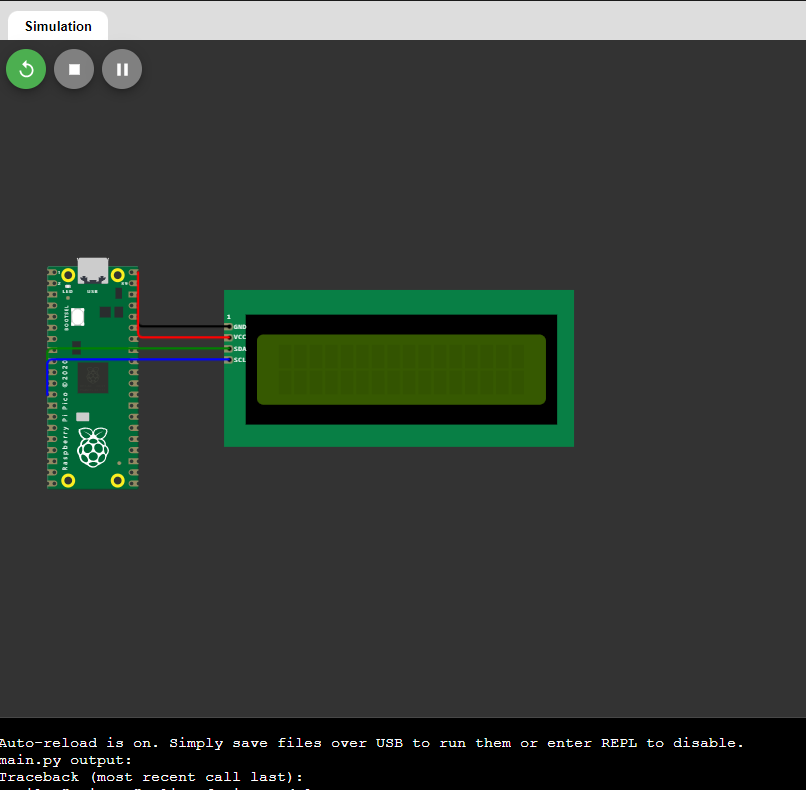 Simulation
LED
USB
BOOTSEL
Raspberry Pi Pico ©2020
1
GND
VCC
SDA
SCL
Auto-reload is on. Simply save files over USB to run them or enter REPL to disable.
main.py output:
Traceback (most recent call last):